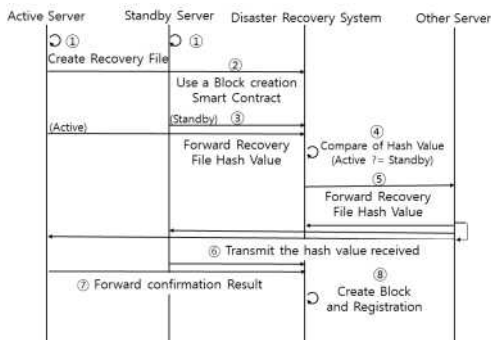 Active Server Standby Server Disaster Recovery System Other Server
① ①
Create Recovery File
②
Use a Block creation
Smart Contract
(Standby) ③
(Active)
④
Forward Recovery
File Hash Value
Compare of Hash Value
(Active ?= Standby)
⑤
Forward Recovery
File Hash Value
⑥ Transmit the hash value received
⑦ Forward confirmation Result
⑧
Create Block
and Registration